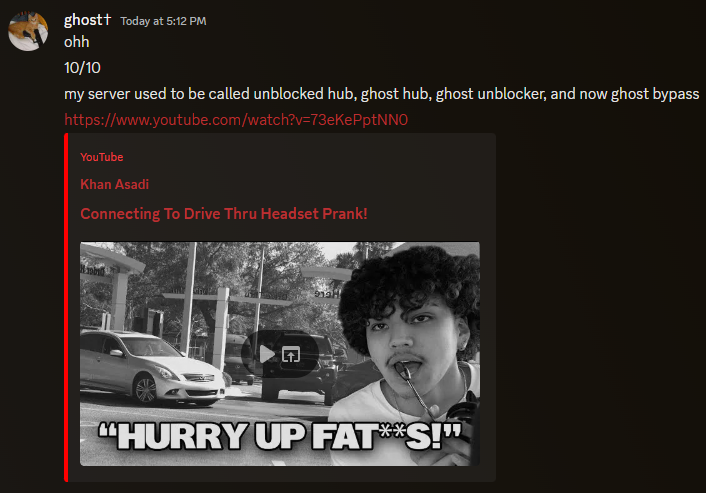 ghost† Today at 5:12 PM
ohh
10/10
my server used to be called unblocked hub, ghost hub, ghost unblocker, and now ghost bypass
https://www.youtube.com/watch?v=73eKePptNN0
YouTube
Khan Asadi
Connecting To Drive Thru Headset Prank!
“HURRY UP FAT**S!”